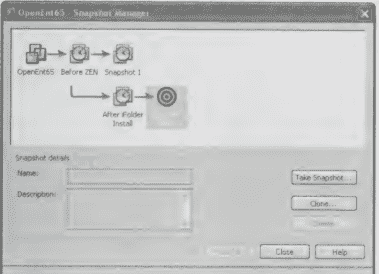 OpenEnt65 - Snapshot Manager
OpenEnt65 Before ZEN Snapshot 1
After iFolder
Install
Snapshot details
Name:
Take Snapshot...
Description:
Clone...
Delete
Close Help